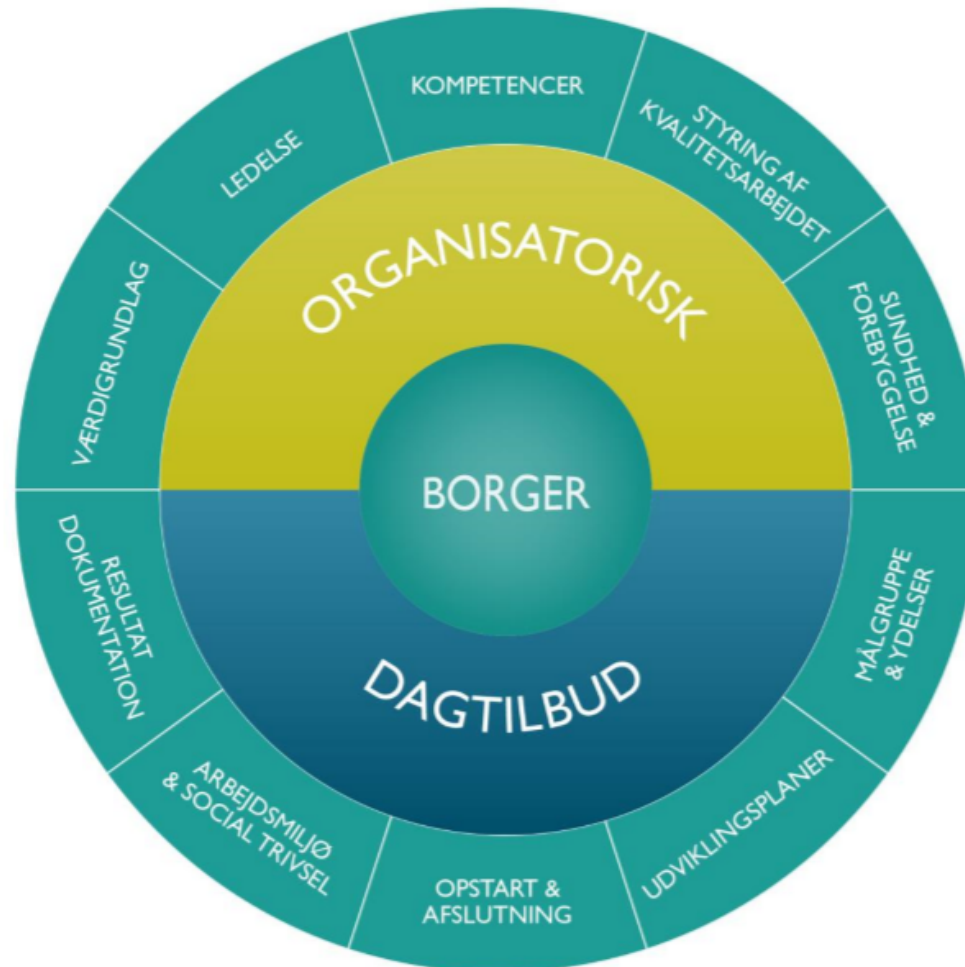 KOMPETENCER
STYRING AF
KVALITETSARBEJDET
SUNDHED &
FOREBYGGELSE
MÅLGRUPPE
& YDELSER
UDVIKLINGSPLANER
OPSTART &
AFSLUTNING
ARBEJDSMILJØ
& SOCIAL TRIVSEL
RESULTAT
DOKUMENTATION
VÆRDIGRUNDLAG
LEDELSE
ORGANISATORISK
BORGER
DAGTILBUD